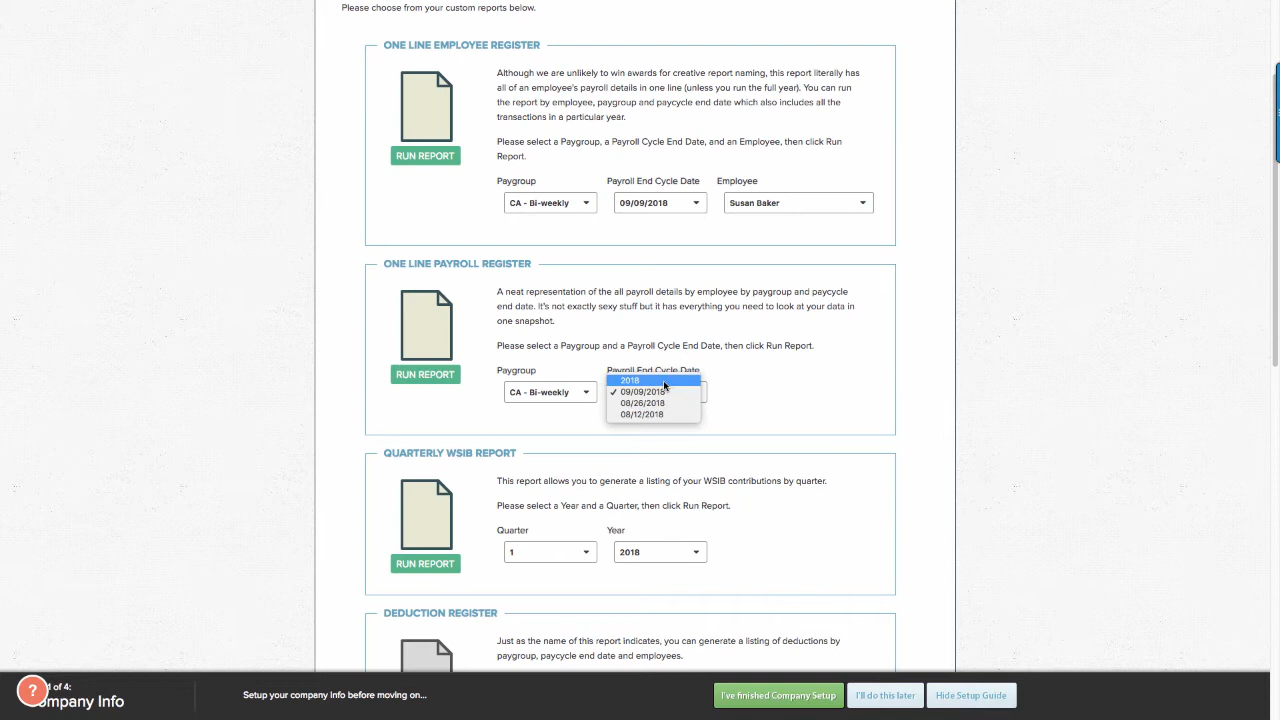 Please choose from your custom reports below.
ONE LINE EMPLOYEE REGISTER
Although we are unlikely to win awards for creative report naming, this report literally has
all of an employee's payroll details in one line (unless you run the full year). You can run
the report by employee, paygroup and paycycle end date which also includes all the
transactions in a particular year.
RUN REPORT
Please select a Paygroup, a Payroll Cycle End Date, and an Employee, then click Run
Report.
Paygroup Payroll End Cycle Date Employee
CA - Bi-weekly 09/09/2018 Susan Baker
ONE LINE PAYROLL REGISTER
A neat representation of the all payroll details by employee by paygroup and paycycle
end date. It's not exactly sexy stuff but it has everything you need to look at your data in
one snapshot.
Please select a Paygroup and a Payroll Cycle End Date, then click Run Report.
RUN REPORT
Paygroup Payroll End Cycle Date
CA - Bi-weekly
2018
✓ 09/09/2018
08/26/2018
08/12/2018
QUARTERLY WSIB REPORT
This report allows you to generate a listing of your WSIB contributions by quarter.
Please select a Year and a Quarter, then click Run Report.
Quarter Year
1 2018
RUN REPORT
DEDUCTION REGISTER
Just as the name of this report indicates, you can generate a listing of deductions by
paygroup, paycycle end date and employees.
?
1 of 4:
ompany Info
Setup your company info before moving on...
I've finished Company Setup
I'll do this later
Hide Setup Guide